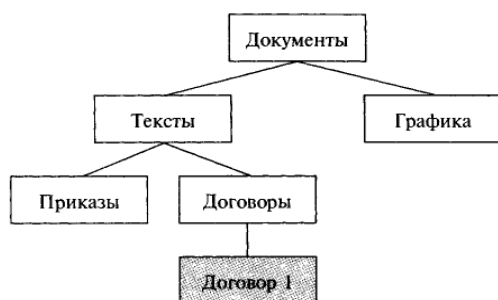 Документы
Тексты
Графика
Приказы
Договоры
Договор 1